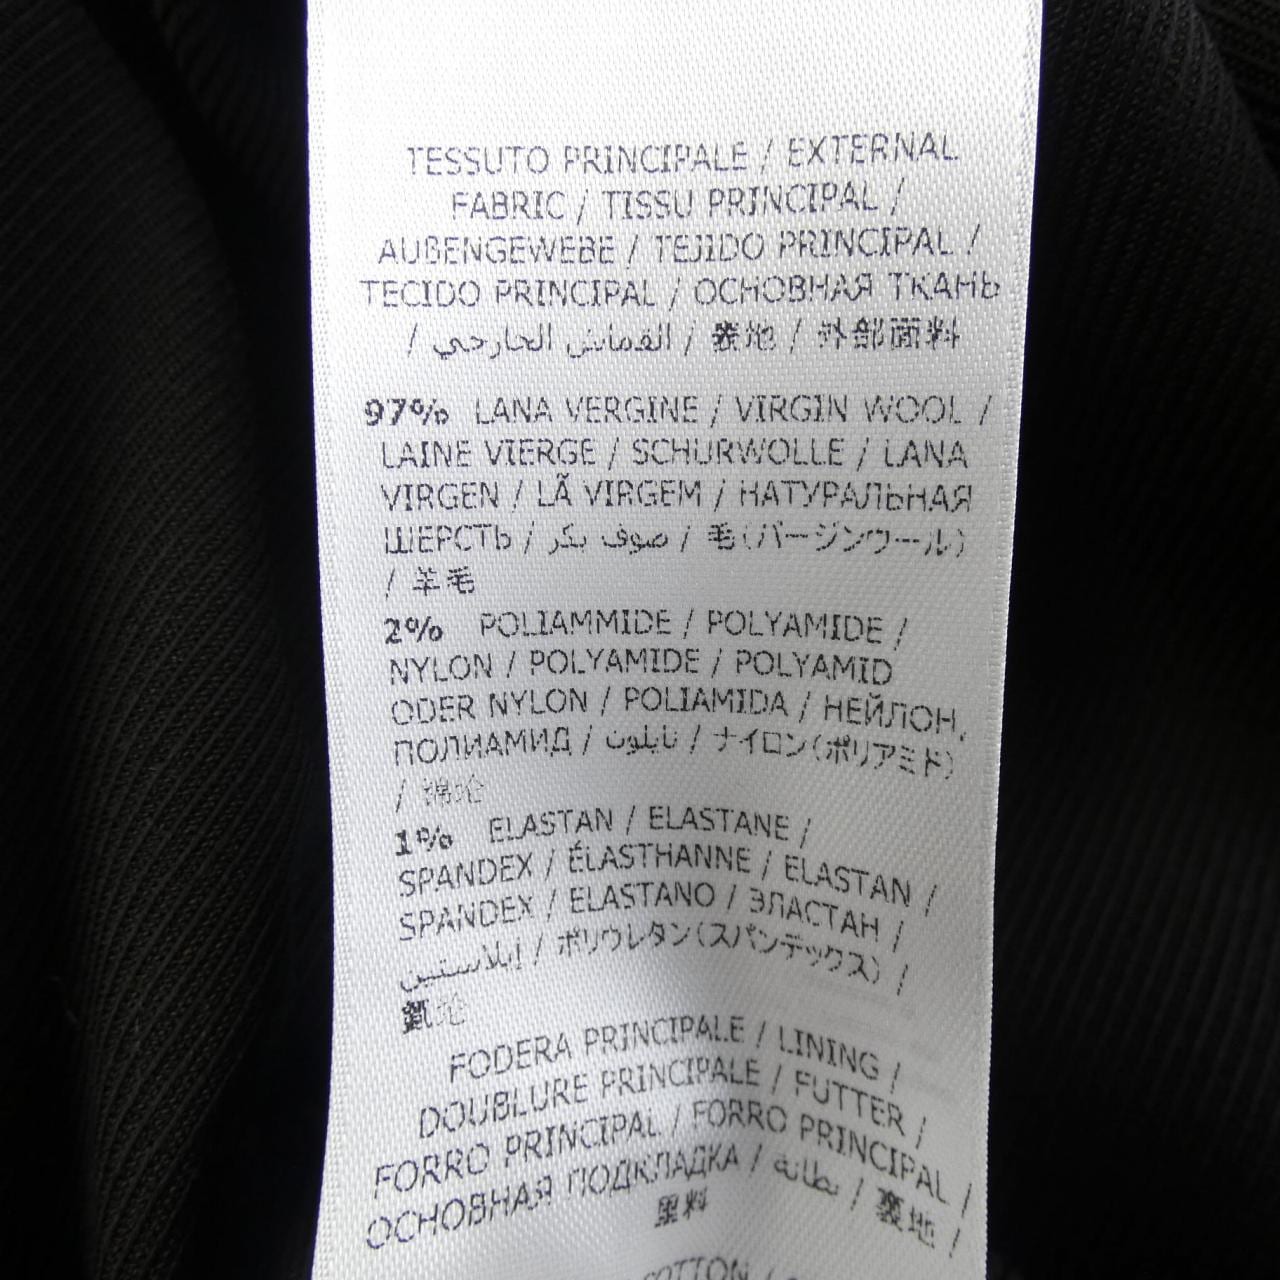 TESSUTO PRINCIPALE / EXTERNAL
FABRIC / TISSU PRINCIPAL /
AUßENGEWEBE / TEJIDO PRINCIPAL /
TECIDO PRINCIPAL / ОСНОВНАЯ ТКАНЬ
/ القماش الخارجي / 表地 / 外部面料
97% LANA VERGINE / VIRGIN WOOL /
LAINE VIERGE / SCHURWOLLE / LANA
VIRGEN / LÃ VIRGEM / НАТУРАЛЬНАЯ
ШЕРСТЬ / صوف بكر / 毛(バージンウール)
/ 羊毛
2% POLIAMMIDE / POLYAMIDE /
NYLON / POLYAMIDE / POLYAMID
ODER NYLON / POLIAMIDA / НЕЙЛОН,
ПОЛИАМИД / نايلون / ナイロン(ポリアミド)
/ 锦纶
1% ELASTAN / ELASTANE /
SPANDEX / ÉLASTHANNE / ELASTAN /
SPANDEX / ELASTANO / ЭЛАСТАН /
إيلاستين / ポリウレタン(スパンデックス) /
氨纶
FODERA PRINCIPALE / LINING /
DOUBLURE PRINCIPALE / FUTTER /
FORRO PRINCIPAL / FORRO PRINCIPAL /
ОСНОВНАЯ ПОДКЛАДКА / بطانة / 裏地 /
里料
COTTON /